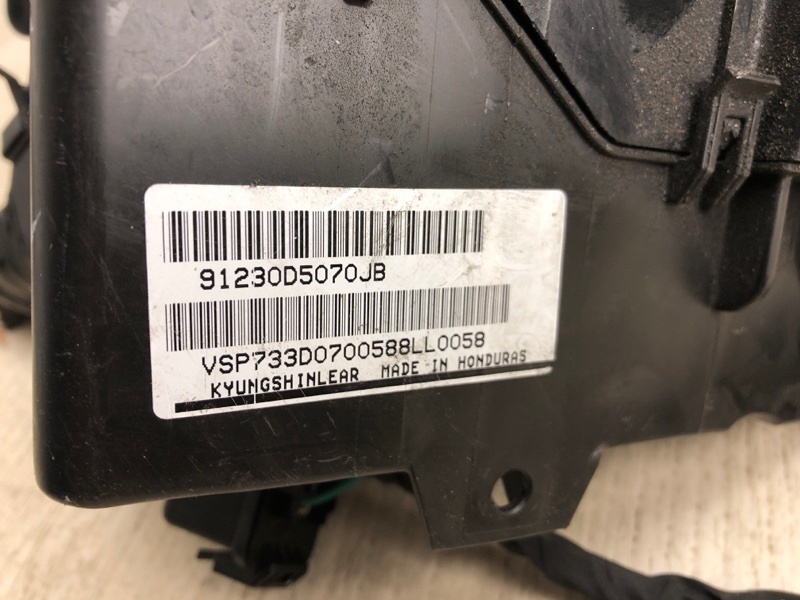 91230D5070JB
VSP733D0700588LL0058
KYUNGSHINLEAR MADE IN HONDURAS